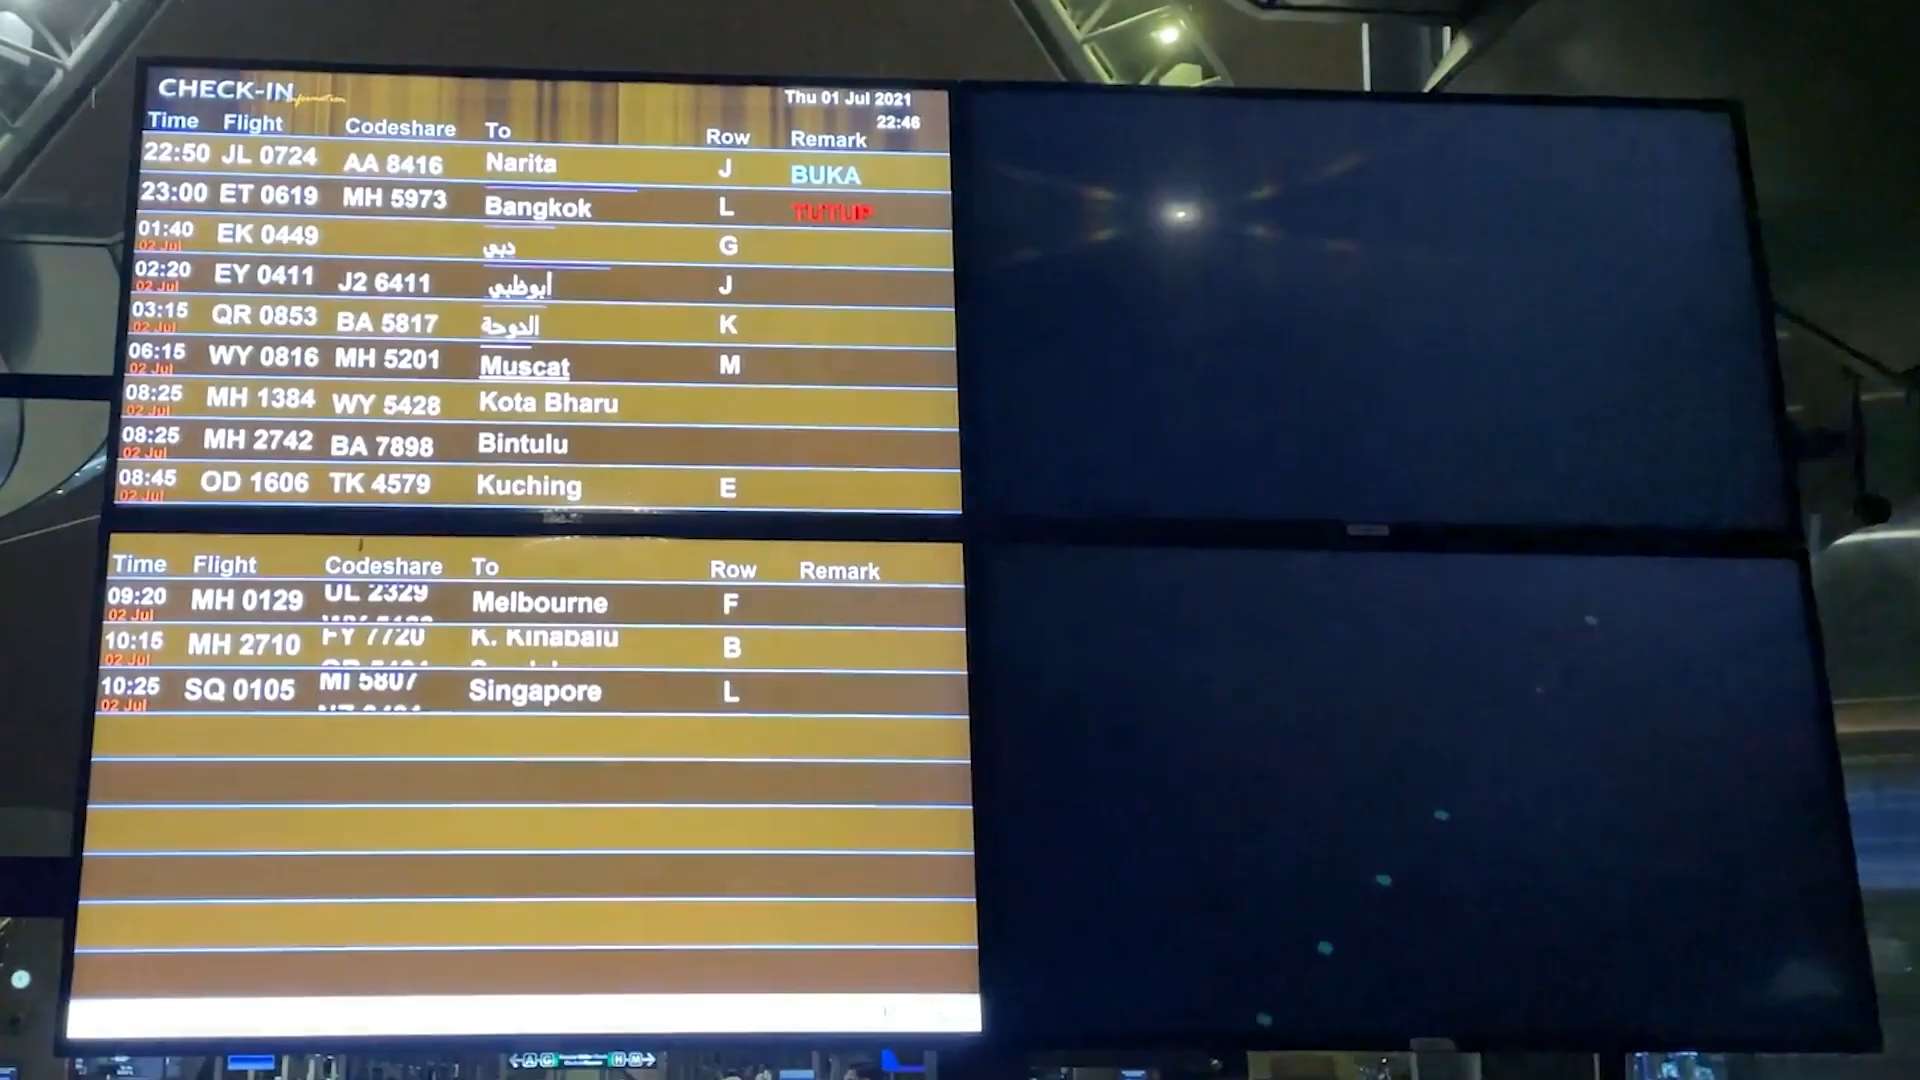 CHECK-IN information
Thu 01 Jul 2021
22:46
Time Flight Codeshare To Row Remark
22:50 JL 0724 AA 8416 Narita J BUKA
23:00 ET 0619 MH 5973 Bangkok L TUTUP
01:40 02 Jul EK 0449 دبي G
02:20 02 Jul EY 0411 J2 6411 أبوظبي J
03:15 02 Jul QR 0853 BA 5817 الدوحة K
06:15 02 Jul WY 0816 MH 5201 Muscat M
08:25 02 Jul MH 1384 WY 5428 Kota Bharu
08:25 02 Jul MH 2742 BA 7898 Bintulu
08:45 02 Jul OD 1606 TK 4579 Kuching E
Time Flight Codeshare To Row Remark
09:20 02 Jul MH 0129 UL 2329 Melbourne F
10:15 02 Jul MH 2710 FY 7720 K. Kinabalu B
10:25 02 Jul SQ 0105 MI 5807 Singapore L
A G H M